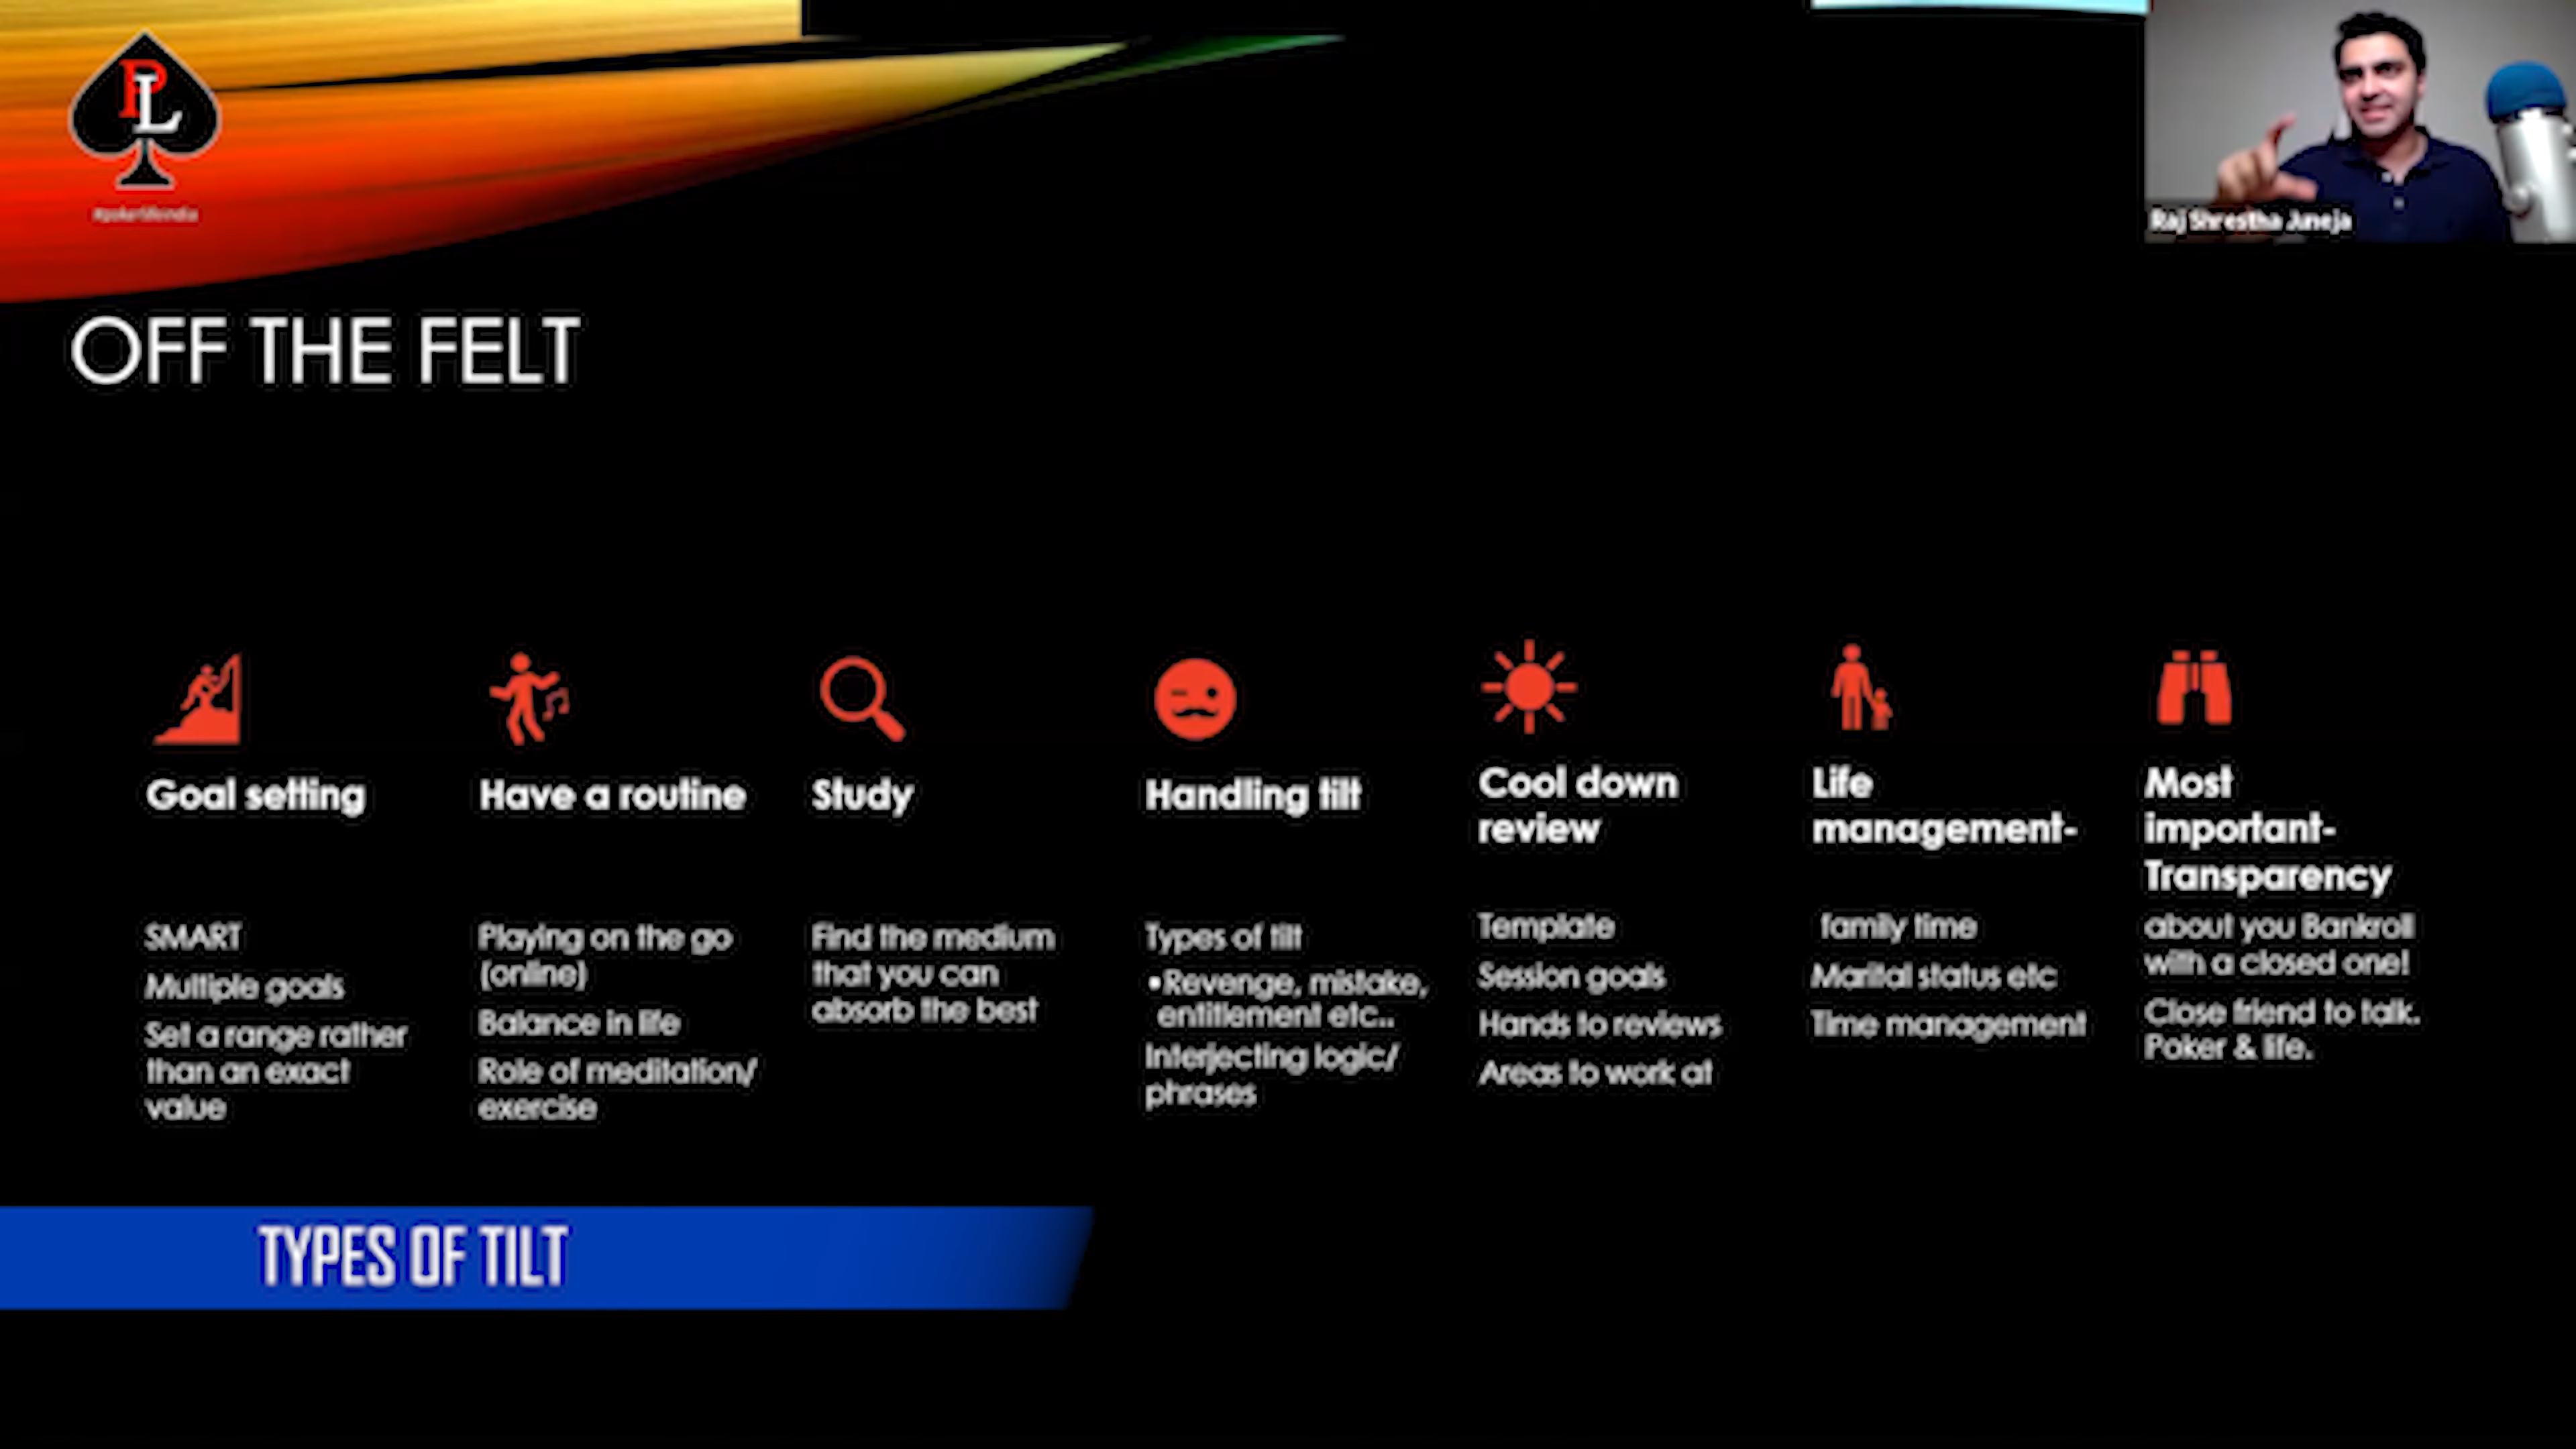 PL
#pokerlifeindia
Raj Shrestha Juneja
OFF THE FELT
Goal setting
SMART
Multiple goals
Set a range rather
than an exact
value
Have a routine
Playing on the go
(online)
Balance in life
Role of meditation/
exercise
Study
Find the medium
that you can
absorb the best
Handling tilt
Types of tilt
•Revenge, mistake,
entitlement etc..
Interjecting logic/
phrases
Cool down
review
Template
Session goals
Hands to reviews
Areas to work at
Life
management-
family time
Marital status etc
Time management
Most
important-
Transparency
about you Bankroll
with a closed one!
Close friend to talk.
Poker & life.
TYPES OF TILT